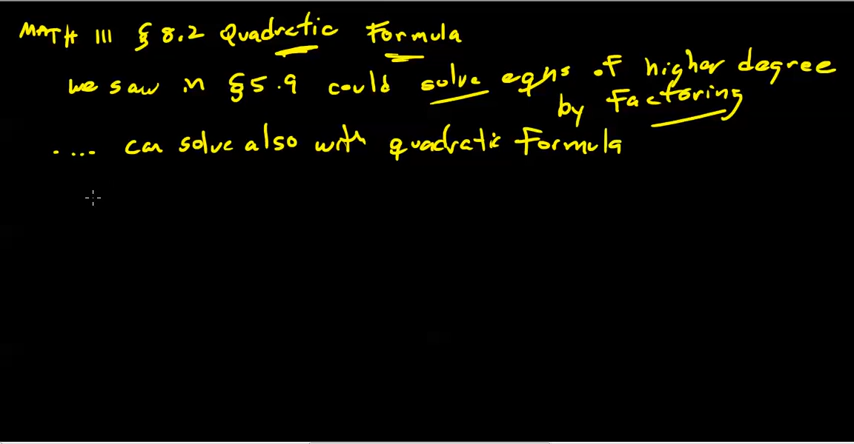 MATH 111 § 8.2 Quadratic Formula
we saw in § 5.9 could solve eqns of higher degree
by Factoring
.... can solve also with quadratic Formula